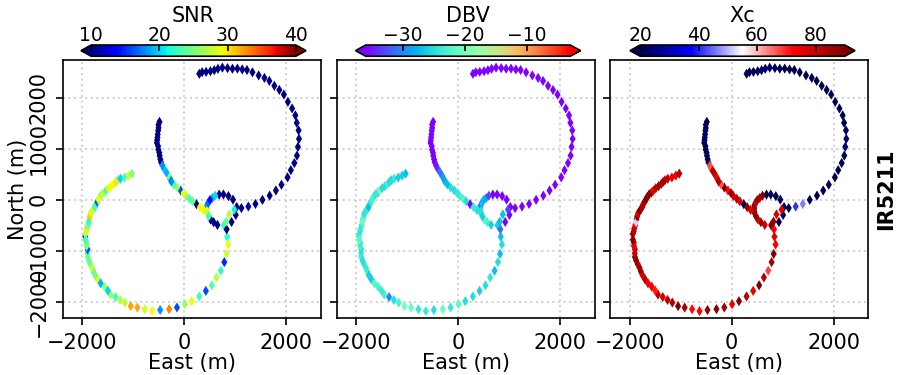 SNR DBV Xc
10 20 30 40 −30 −20 −10 20 40 60 80
North (m)
2000
1000
0
−1000
−2000
IR5211
−2000 0 2000 −2000 0 2000 −2000 0 2000
East (m) East (m) East (m)